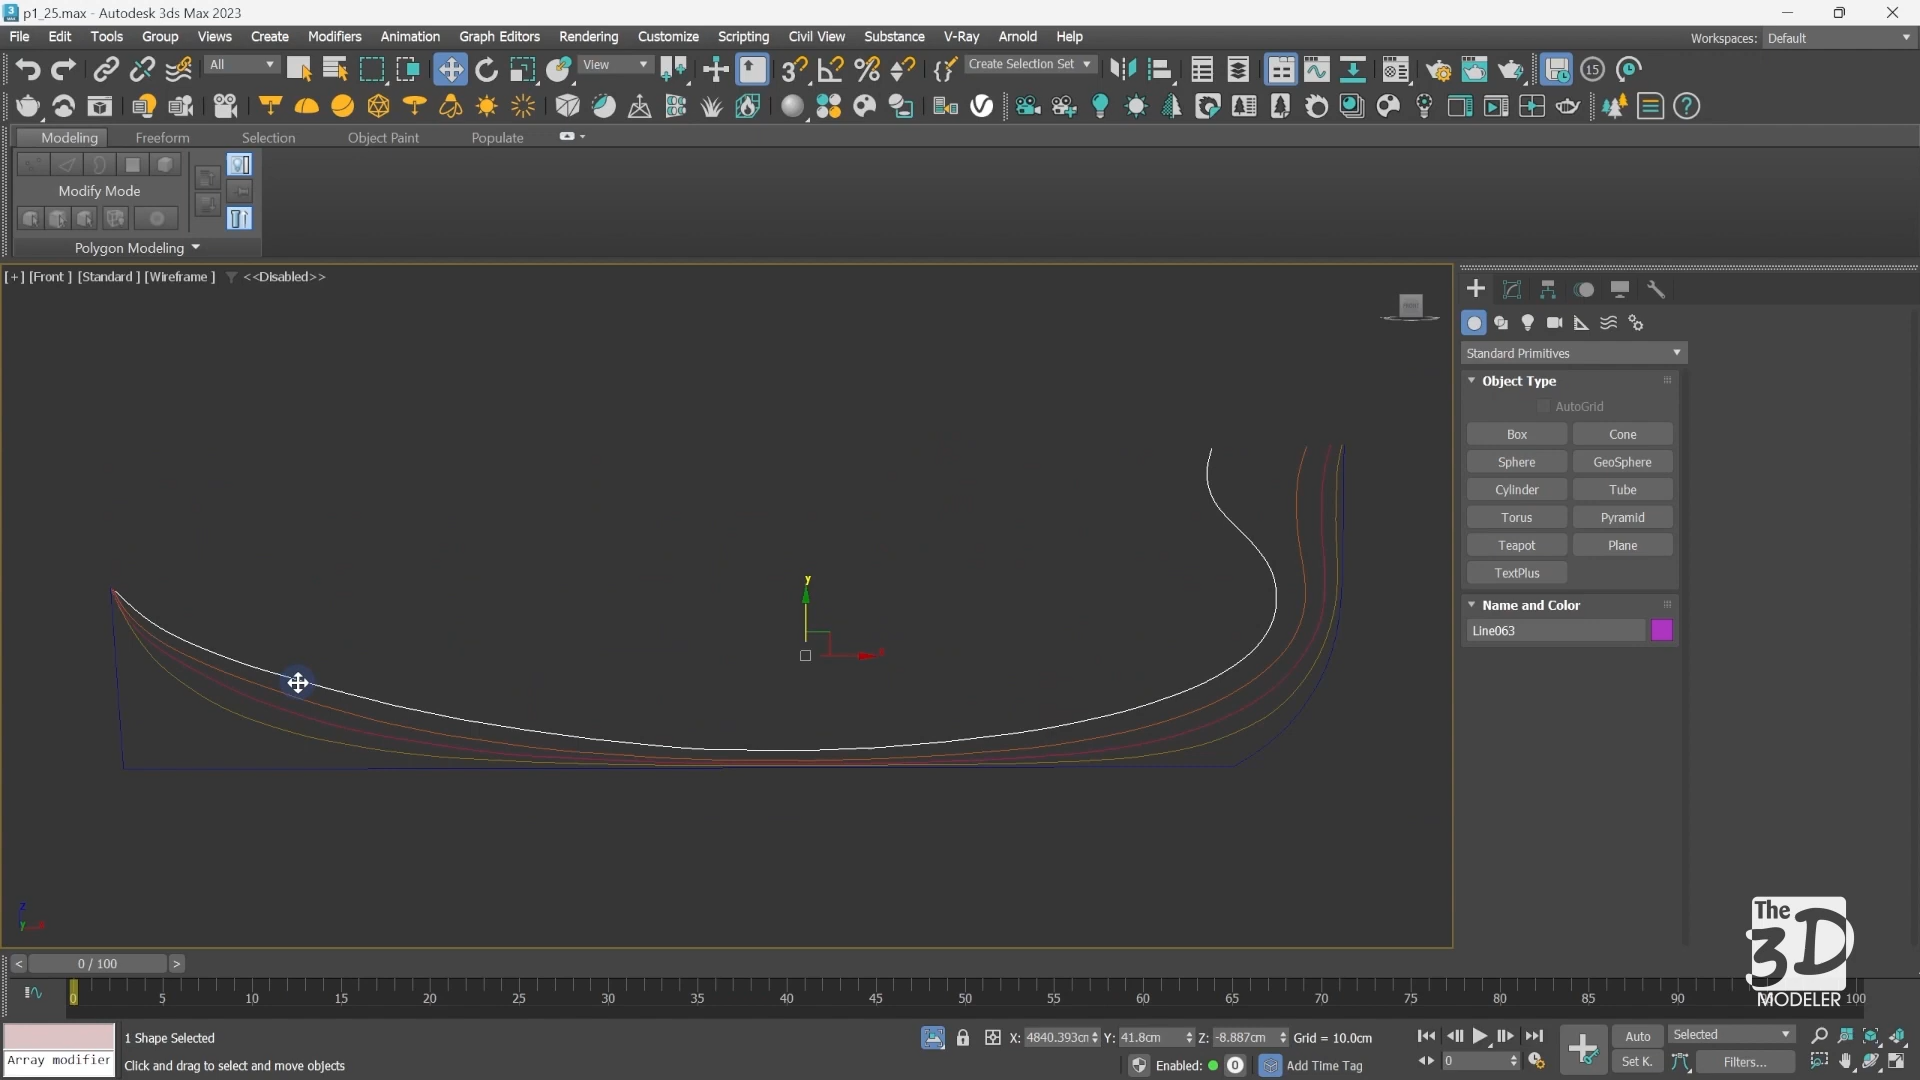 p1_25.max - Autodesk 3ds Max 2023
File Edit Tools Group Views Create Modifiers Animation Graph Editors Rendering Customize Scripting Civil View Substance V-Ray Arnold Help
Workspaces: Default
All
View
Create Selection Set
15
Modeling Freeform Selection Object Paint Populate
Modify Mode
Polygon Modeling
[+] [Front ] [Standard ] [Wireframe ] <<Disabled>>
Standard Primitives
Object Type
AutoGrid
Box Cone
Sphere GeoSphere
Cylinder Tube
Torus Pyramid
Teapot Plane
TextPlus
Name and Color
Line063
y
x
z
y
The
3D
MODELER
< 0 / 100 >
0 5 10 15 20 25 30 35 40 45 50 55 60 65 70 75 80 85 90 100
1 Shape Selected
X: 4840.393cm Y: 41.8cm Z: -8.887cm Grid = 10.0cm
Auto Selected
Array modifier
Click and drag to select and move objects
Enabled: 0 Add Time Tag
0
Set K. Filters...